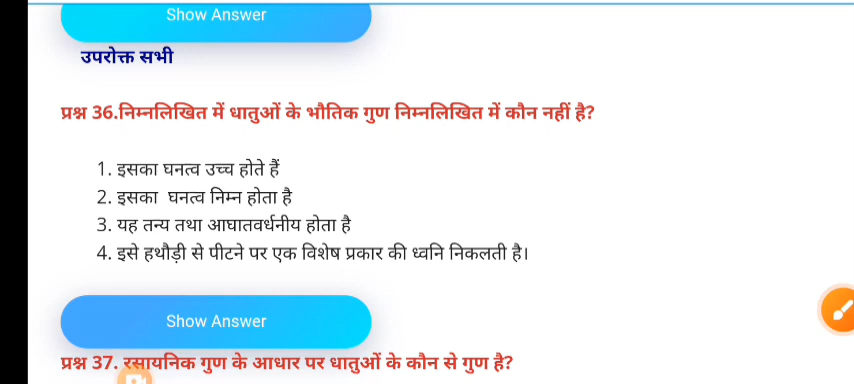 Show Answer
उपरोक्त सभी
प्रश्न 36.निम्नलिखित में धातुओं के भौतिक गुण निम्नलिखित में कौन नहीं है?
1. इसका घनत्व उच्च होते हैं
2. इसका घनत्व निम्न होता है
3. यह तन्य तथा आघातवर्धनीय होता है
4. इसे हथौड़ी से पीटने पर एक विशेष प्रकार की ध्वनि निकलती है।
Show Answer
प्रश्न 37. रसायनिक गुण के आधार पर धातुओं के कौन से गुण है?